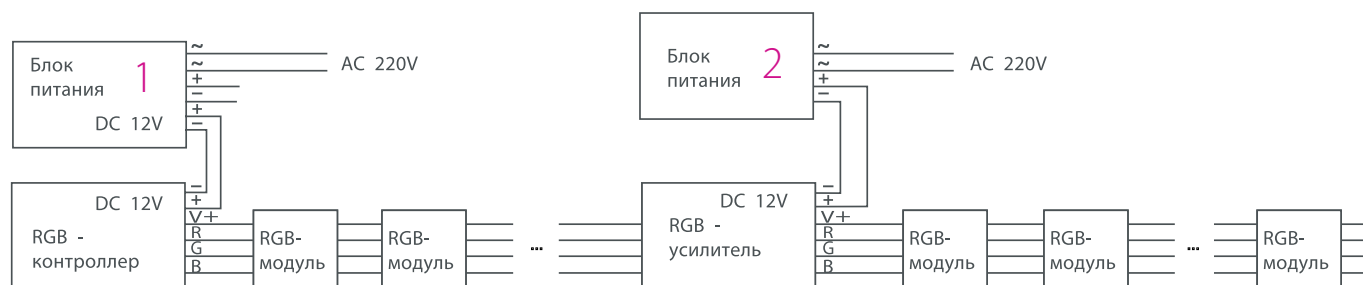 Блок
питания
1
~
~
+
−
+
−
AC 220V
DC 12V
Блок
питания
2
~
~
+
−
AC 220V
DC 12V
−
+
V+
R
G
B
RGB -
контроллер
RGB-
модуль
RGB-
модуль
...
DC 12V
−
+
V+
R
G
B
RGB -
усилитель
RGB-
модуль
RGB-
модуль
...
RGB-
модуль